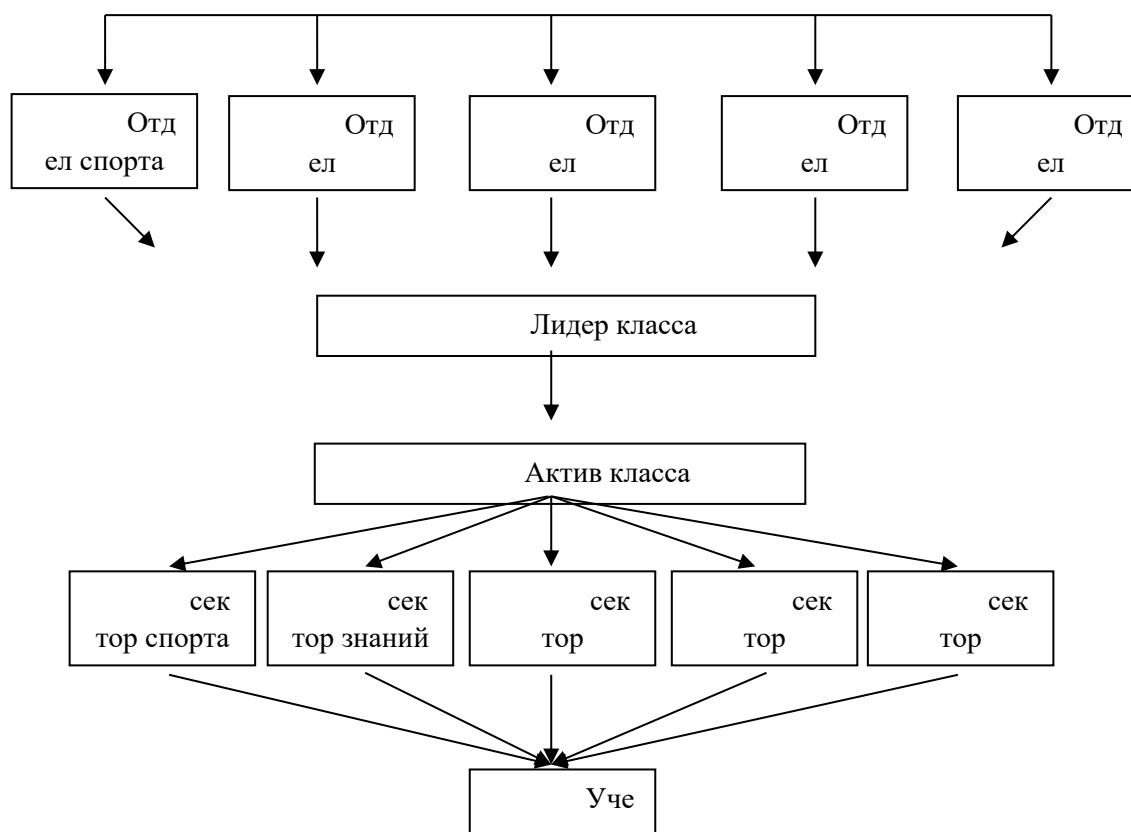 Отд
ел спорта
Отд
ел
Отд
ел
Отд
ел
Отд
ел
Лидер класса
Актив класса
сек
тор спорта
сек
тор знаний
сек
тор
сек
тор
сек
тор
Уче